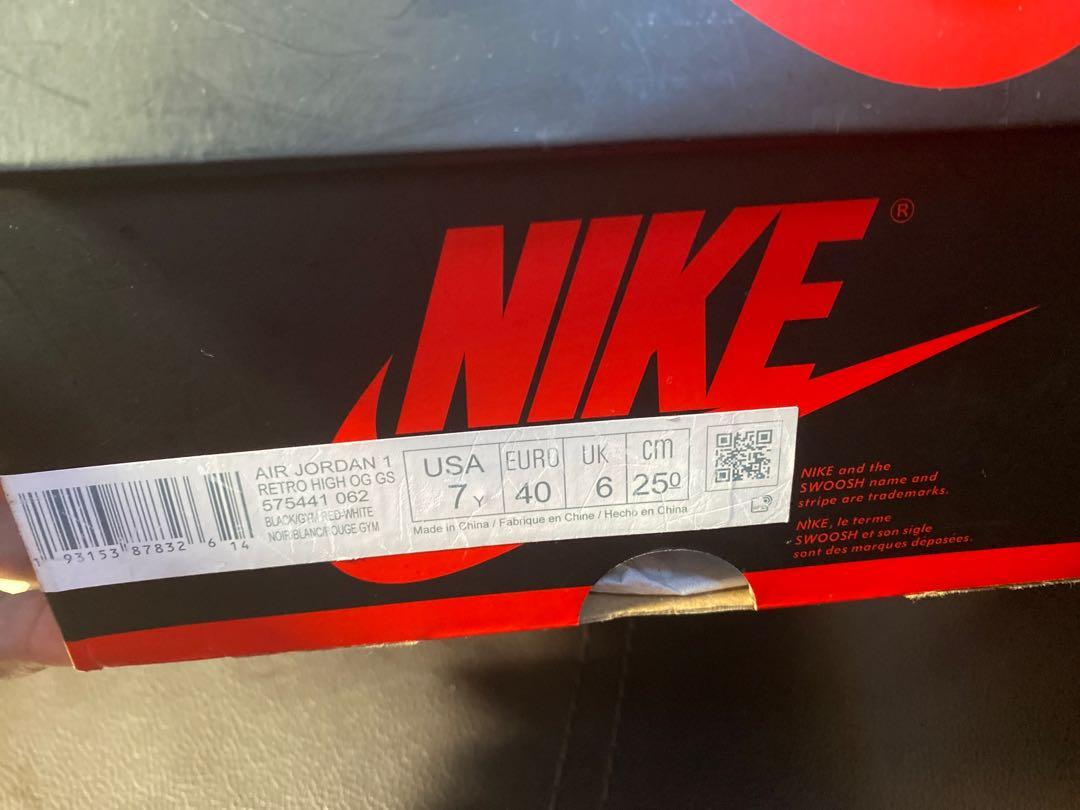 NIKE®
AIR JORDAN 1
RETRO HIGH OG GS
575441 062
BLACK/GYM RED-WHITE
NOIR/BLANC/ROUGE GYM
1 93153 87832 6 14
USA EURO UK cm
7Y 40 6 25⁰
Made in China / Fabrique en Chine / Hecho en China
NIKE and the
SWOOSH name and
stripe are trademarks.
NIKE, le terme
SWOOSH et son sigle
sont des marques déposées.